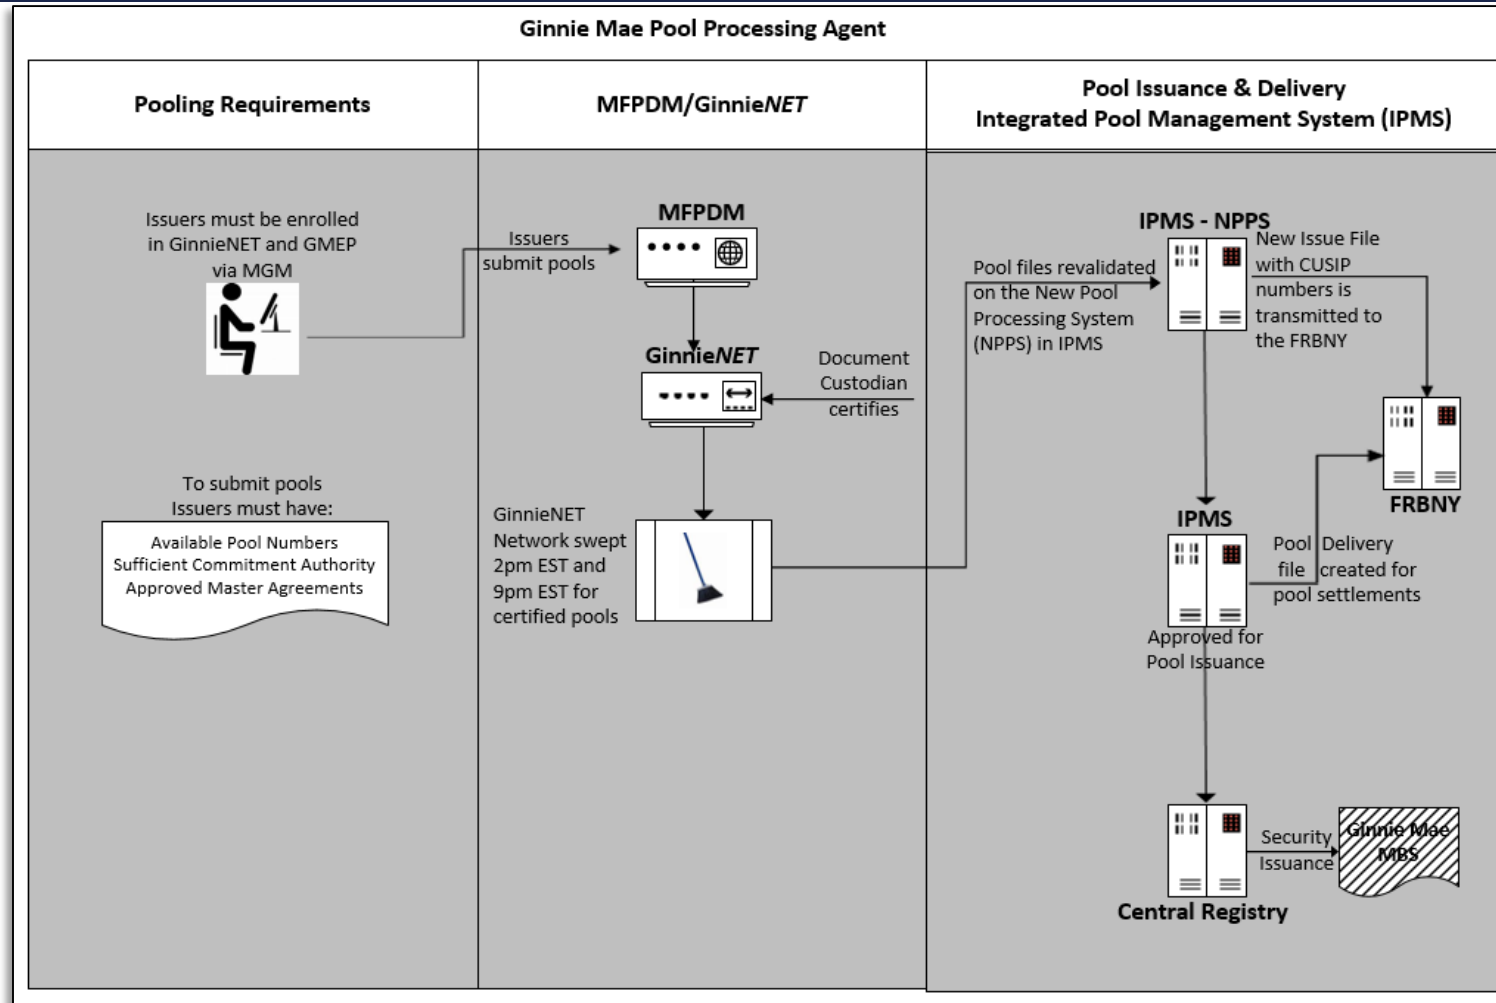 Ginnie Mae Pool Processing Agent
Pooling Requirements
MFPDM/GinnieNET
Pool Issuance & Delivery
Integrated Pool Management System (IPMS)
Issuers must be enrolled
in GinnieNET and GMEP
via MGM
To submit pools
Issuers must have:
Available Pool Numbers
Sufficient Commitment Authority
Approved Master Agreements
Issuers
submit pools
MFPDM
GinnieNET
Document
Custodian
certifies
GinnieNET
Network swept
2pm EST and
9pm EST for
certified pools
Pool files revalidated
on the New Pool
Processing System
(NPPS) in IPMS
IPMS - NPPS
New Issue File
with CUSIP
numbers is
transmitted to
the FRBNY
FRBNY
IPMS
Pool Delivery
file created for
pool settlements
Approved for
Pool Issuance
Central Registry
Security
Issuance
Ginnie Mae
MBS